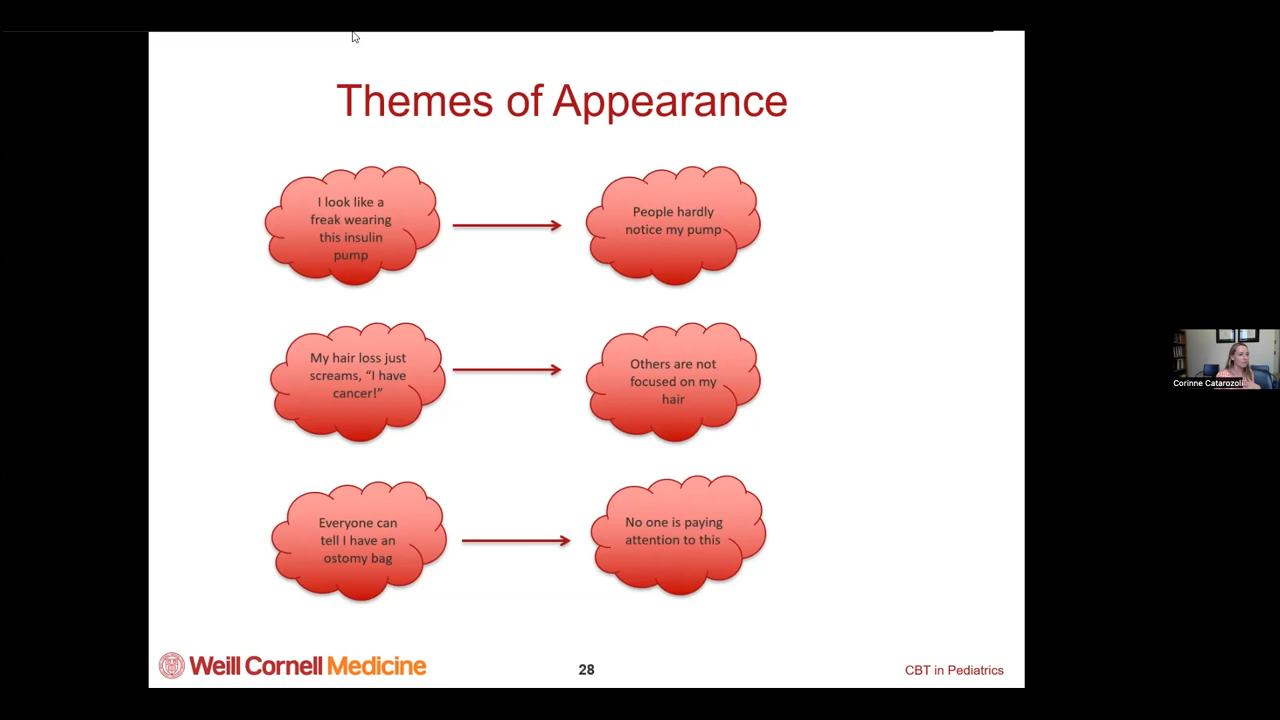 Themes of Appearance
I look like a
freak wearing
this insulin
pump
People hardly
notice my pump
My hair loss just
screams, “I have
cancer!”
Others are not
focused on my
hair
Everyone can
tell I have an
ostomy bag
No one is paying
attention to this
Corinne Catarozoli
Weill Cornell Medicine
28
CBT in Pediatrics